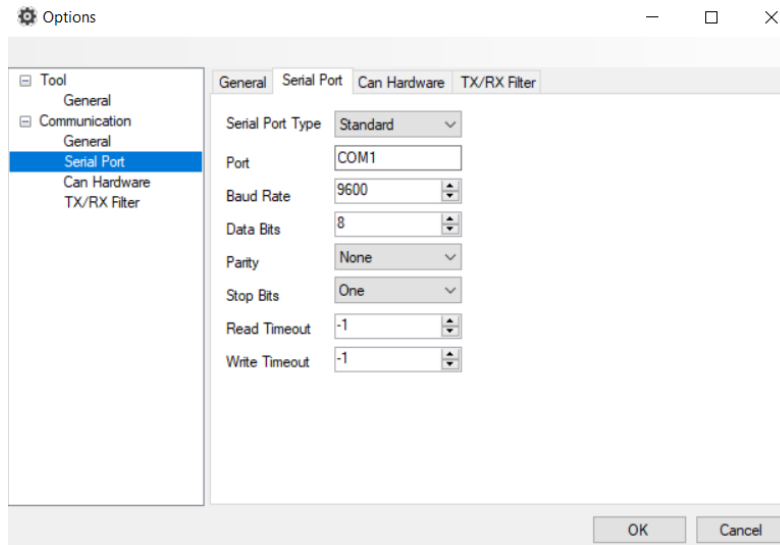 Options
Tool
General
Communication
General
Serial Port
Can Hardware
TX/RX Filter
General Serial Port Can Hardware TX/RX Filter
Serial Port Type Standard
Port COM1
Baud Rate 9600
Data Bits 8
Parity None
Stop Bits One
Read Timeout -1
Write Timeout -1
OK Cancel